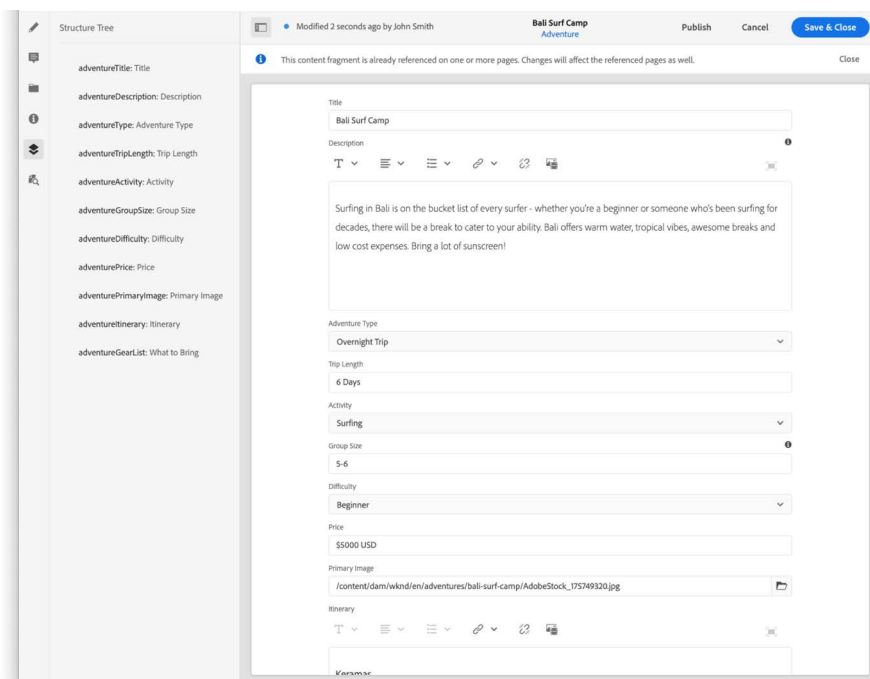 Structure Tree
Modified 2 seconds ago by John Smith
Bali Surf Camp
Adventure
Publish
Cancel
Save & Close
This content fragment is already referenced on one or more pages. Changes will affect the referenced pages as well.
Close
adventureTitle: Title
adventureDescription: Description
adventureType: Adventure Type
adventureTripLength: Trip Length
adventureActivity: Activity
adventureGroupSize: Group Size
adventureDifficulty: Difficulty
adventurePrice: Price
adventurePrimaryImage: Primary Image
adventureItinerary: Itinerary
adventureGearList: What to Bring
Title
Bali Surf Camp
Description
Surfing in Bali is on the bucket list of every surfer - whether you're a beginner or someone who's been surfing for
decades, there will be a break to cater to your ability. Bali offers warm water, tropical vibes, awesome breaks and
low cost expenses. Bring a lot of sunscreen!
Adventure Type
Overnight Trip
Trip Length
6 Days
Activity
Surfing
Group Size
5-6
Difficulty
Beginner
Price
$5000 USD
Primary Image
/content/dam/wknd/en/adventures/bali-surf-camp/AdobeStock_175749320.jpg
Itinerary
Keramas